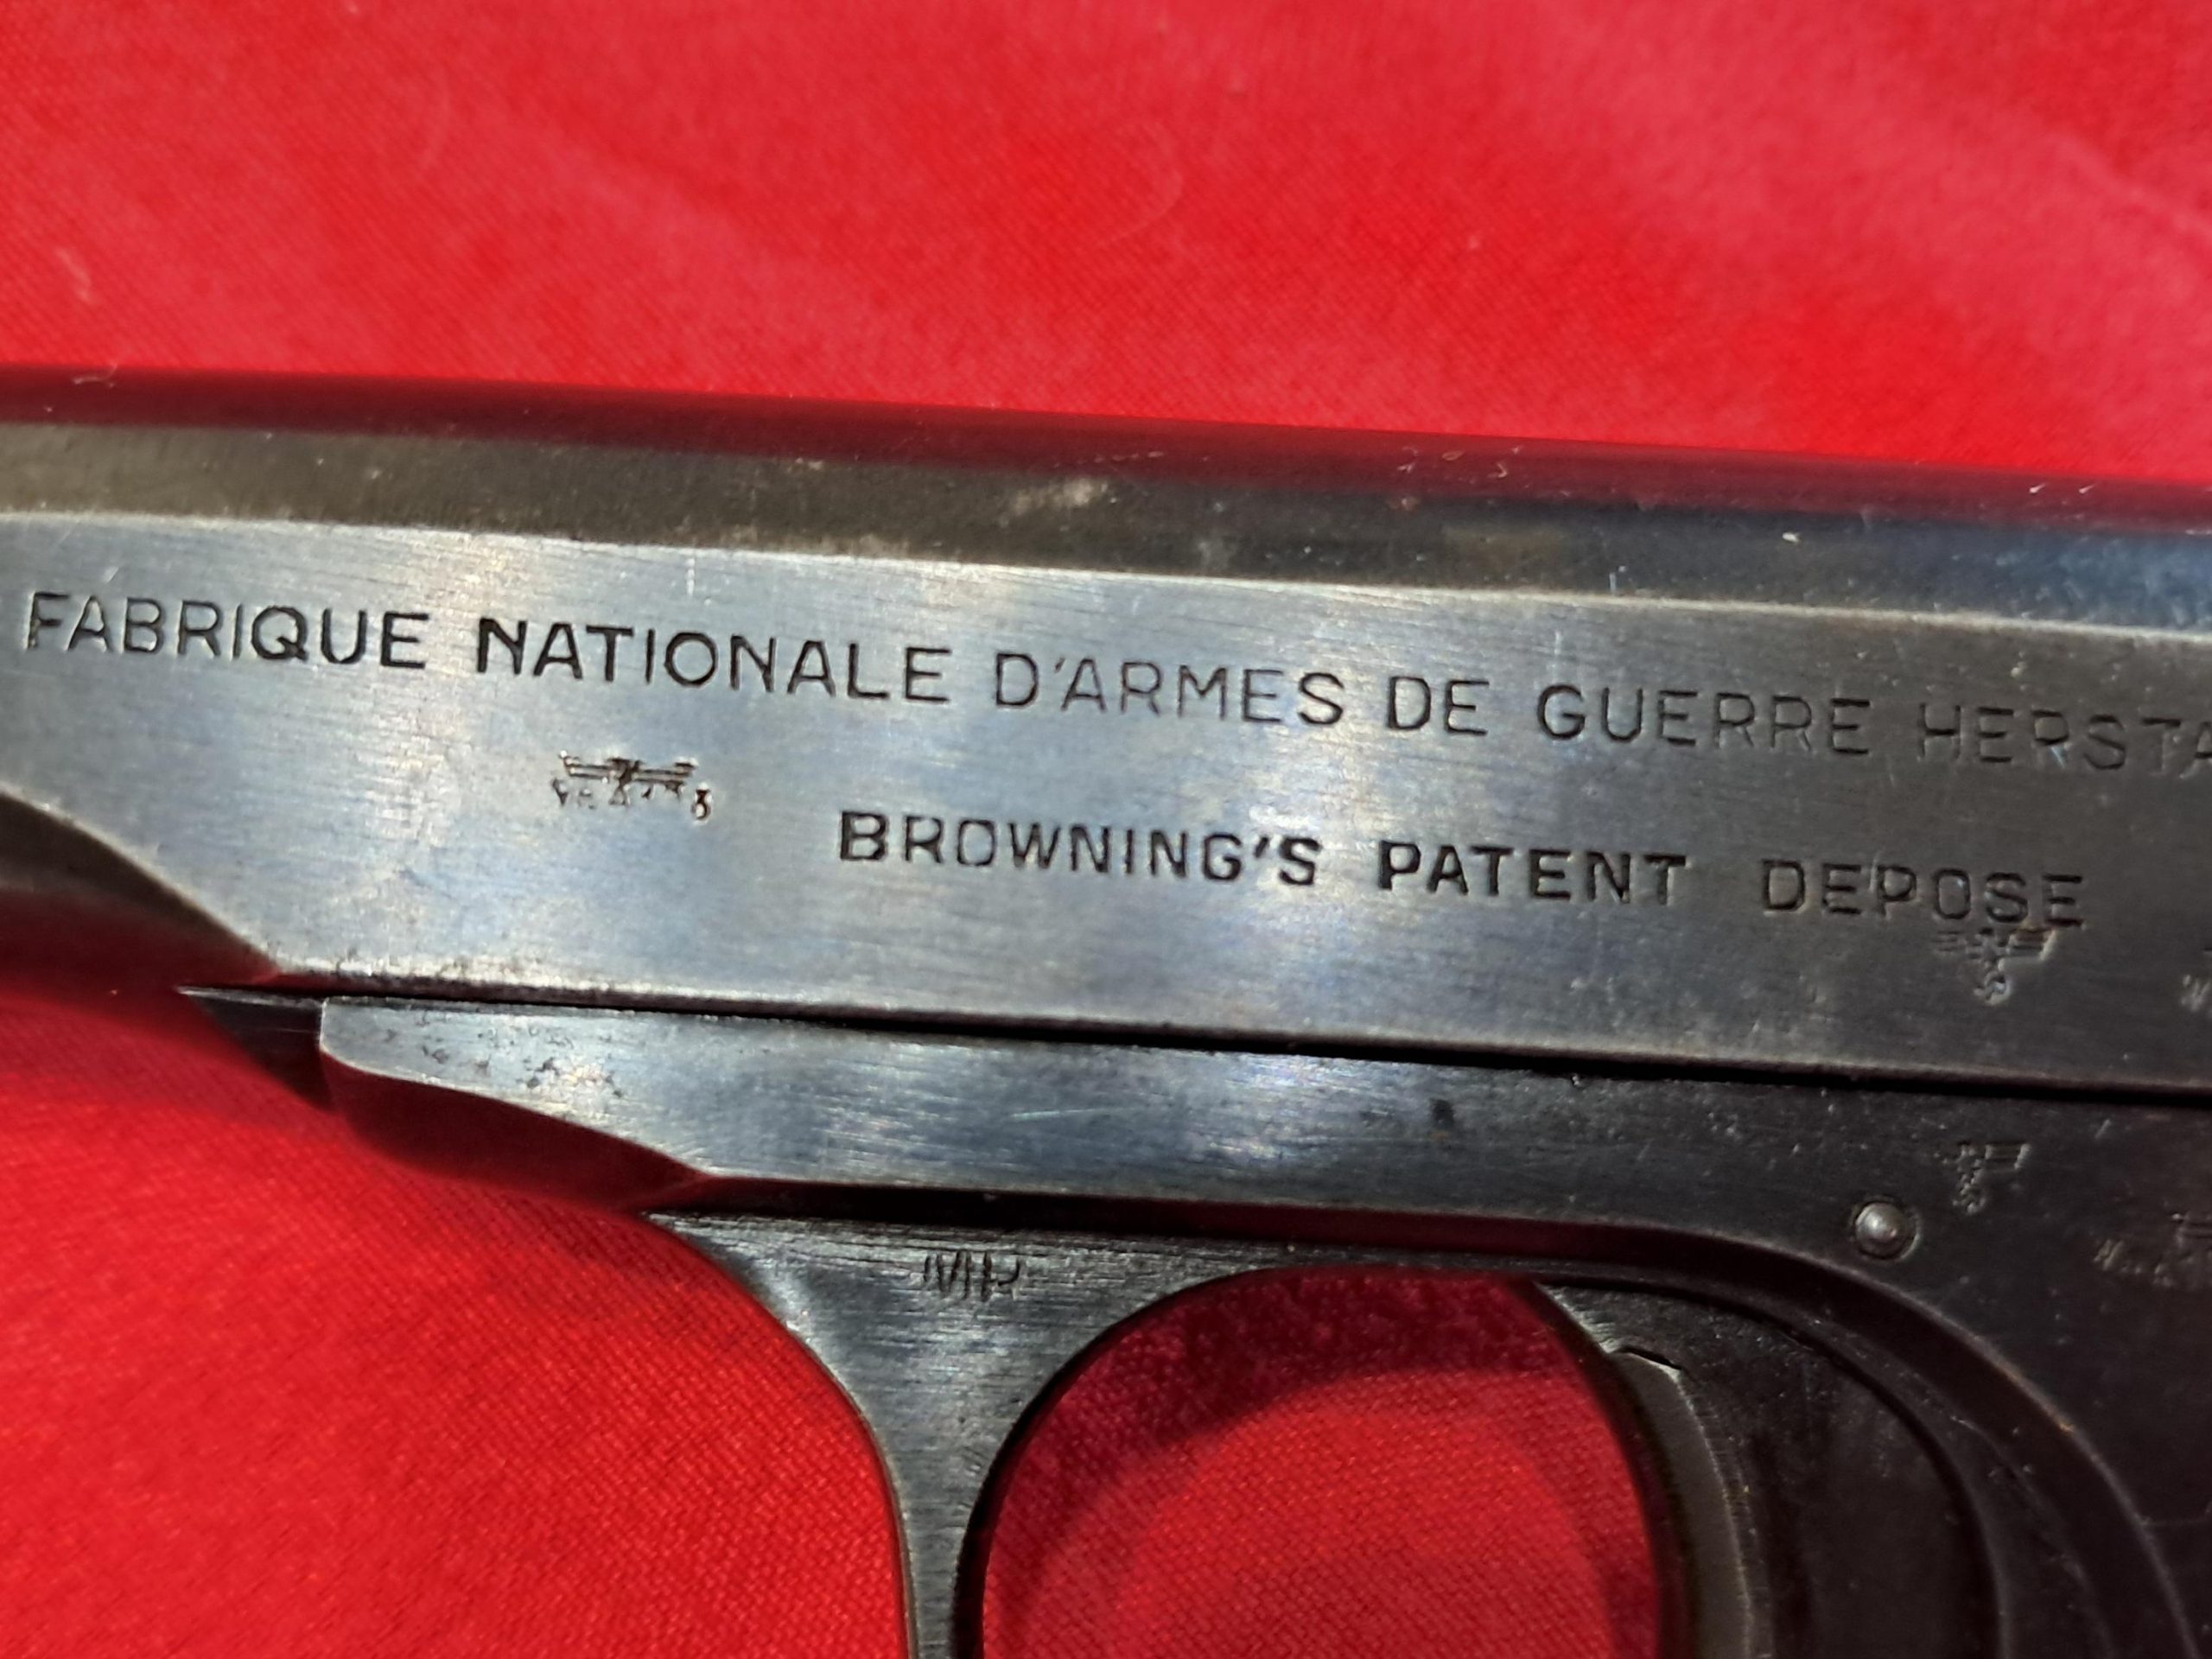 FABRIQUE NATIONALE D'ARMES DE GUERRE HERSTA
BROWNING'S PATENT DEPOSE